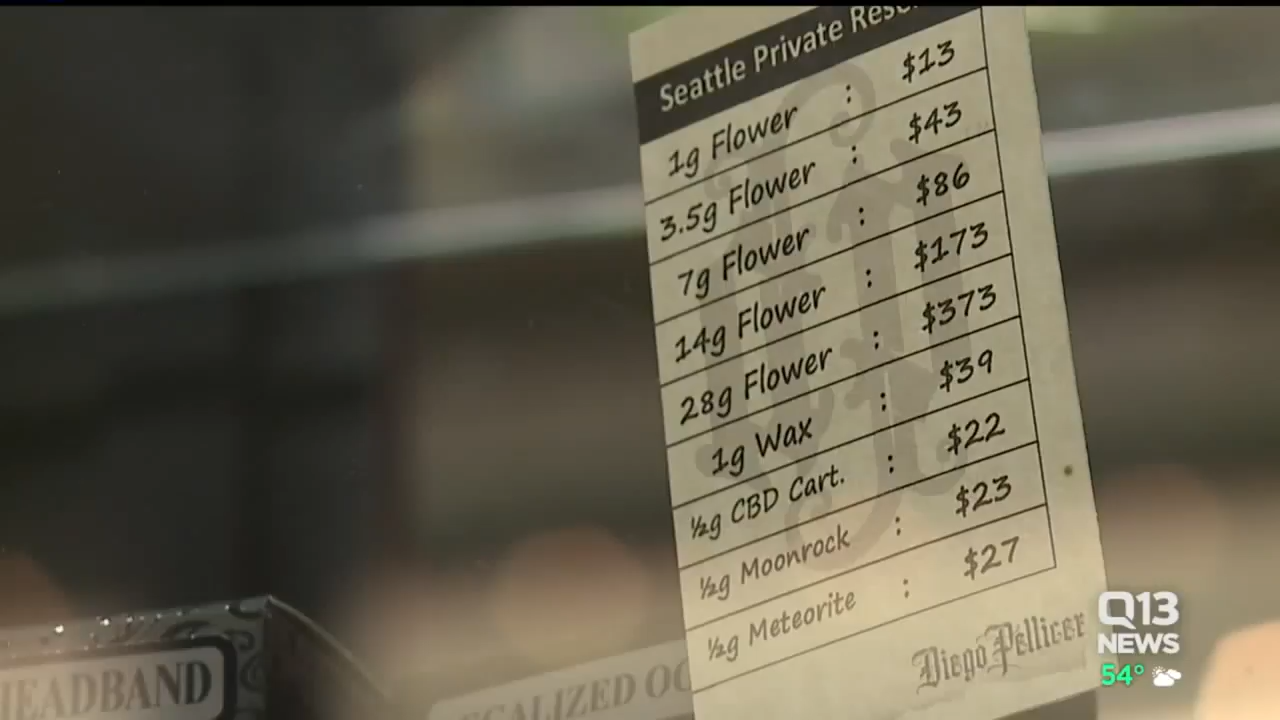 Seattle Private Rese
1g Flower : $13
3.5g Flower : $43
7g Flower : $86
14g Flower : $173
28g Flower : $373
1g Wax : $39
½g CBD Cart. : $22
½g Moonrock : $23
½g Meteorite : $27
Diego Pellicer
HEADBAND
EGALIZED OC
Q13
NEWS
54°